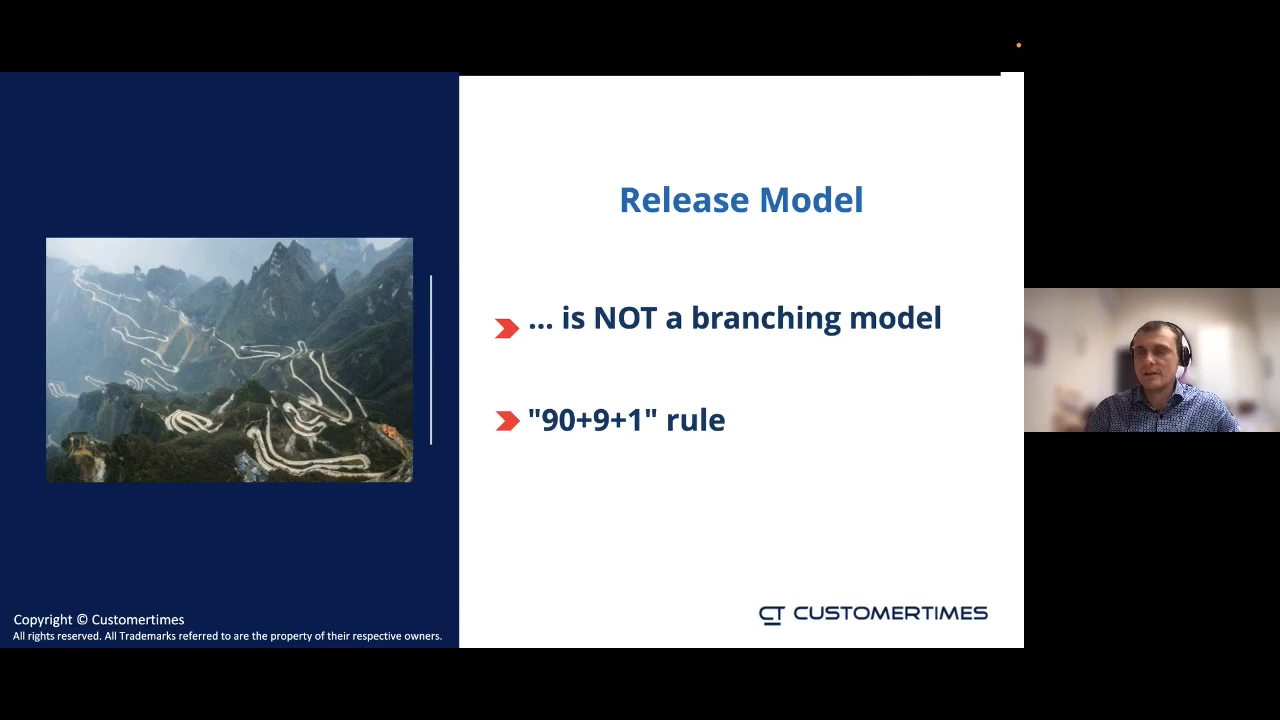 Release Model
... is NOT a branching model
"90+9+1" rule
Copyright © Customertimes
All rights reserved. All Trademarks referred to are the property of their respective owners.
CT CUSTOMERTIMES